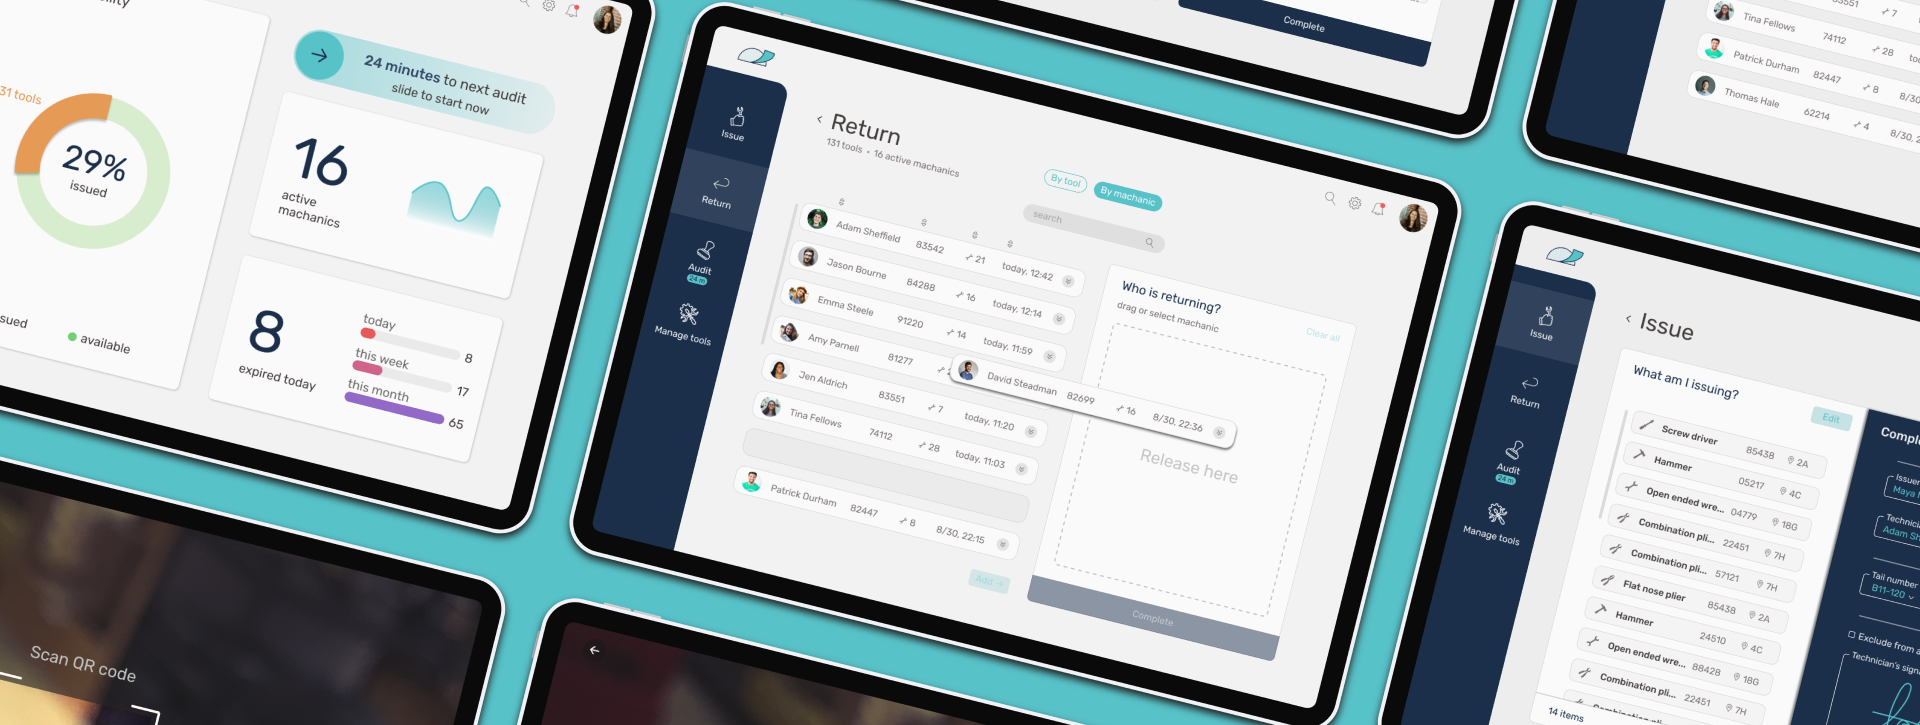 31 tools
29%
issued
available
24 minutes to next audit
slide to start now
16
active
machanics
8
expired today
today
8
this week
17
this month
65
Scan QR code
Issue
Return
Audit
24 m
Manage tools
Return
131 tools • 16 active machanics
By tool
By machanic
search
Adam Sheffield 83542 21 today, 12:42
Jason Bourne 84288 16 today, 12:14
Emma Steele 91220 14 today, 11:59
Amy Parnell 81277
Jen Aldrich 83551 7 today, 11:20
Tina Fellows 74112 28 today, 11:03
Patrick Durham 82447 8 8/30, 22:15
Add →
Who is returning?
drag or select machanic
Clear all
David Steadman 82699 16 8/30, 22:36
Release here
Complete
Complete
83551 7
Tina Fellows 74112 28
Patrick Durham 82447 8 8/30
Thomas Hale 62214 4 8/30, 2
Issue
Return
Audit
24 m
Manage tools
Issue
What am I issuing?
Edit
Screw driver 85438 2A
Hammer 05217 4C
Open ended wre... 04779 18G
Combination pli... 22451 7H
Combination pli... 57121 7H
Flat nose plier 85438 2A
Hammer 24510 4C
Open ended wre... 88428 18G
Combination pli... 22451 7H
Combination pli...
14 items
Issuer
Maya
Adam Sh
Tail number
B11-120
Exclude from a
Technician's sign